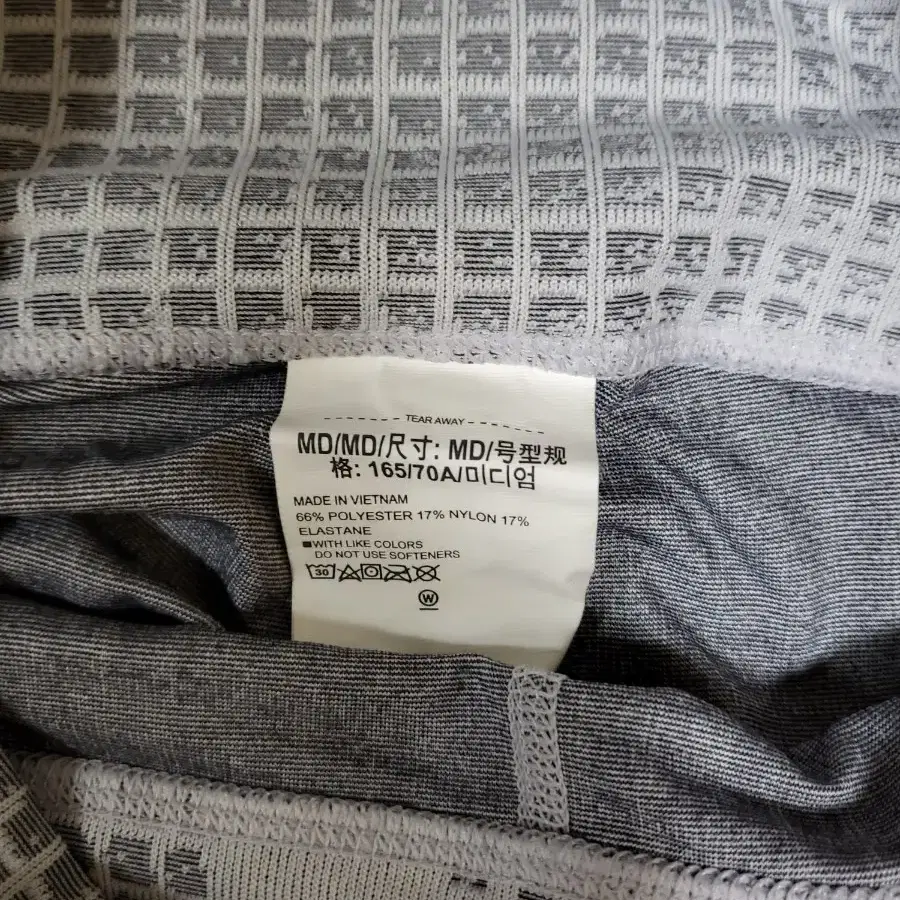 TEAR AWAY
MD/MD/尺寸: MD/号型规
格: 165/70A/미디엄
MADE IN VIETNAM
66% POLYESTER 17% NYLON 17%
ELASTANE
■WITH LIKE COLORS
DO NOT USE SOFTENERS
30
W